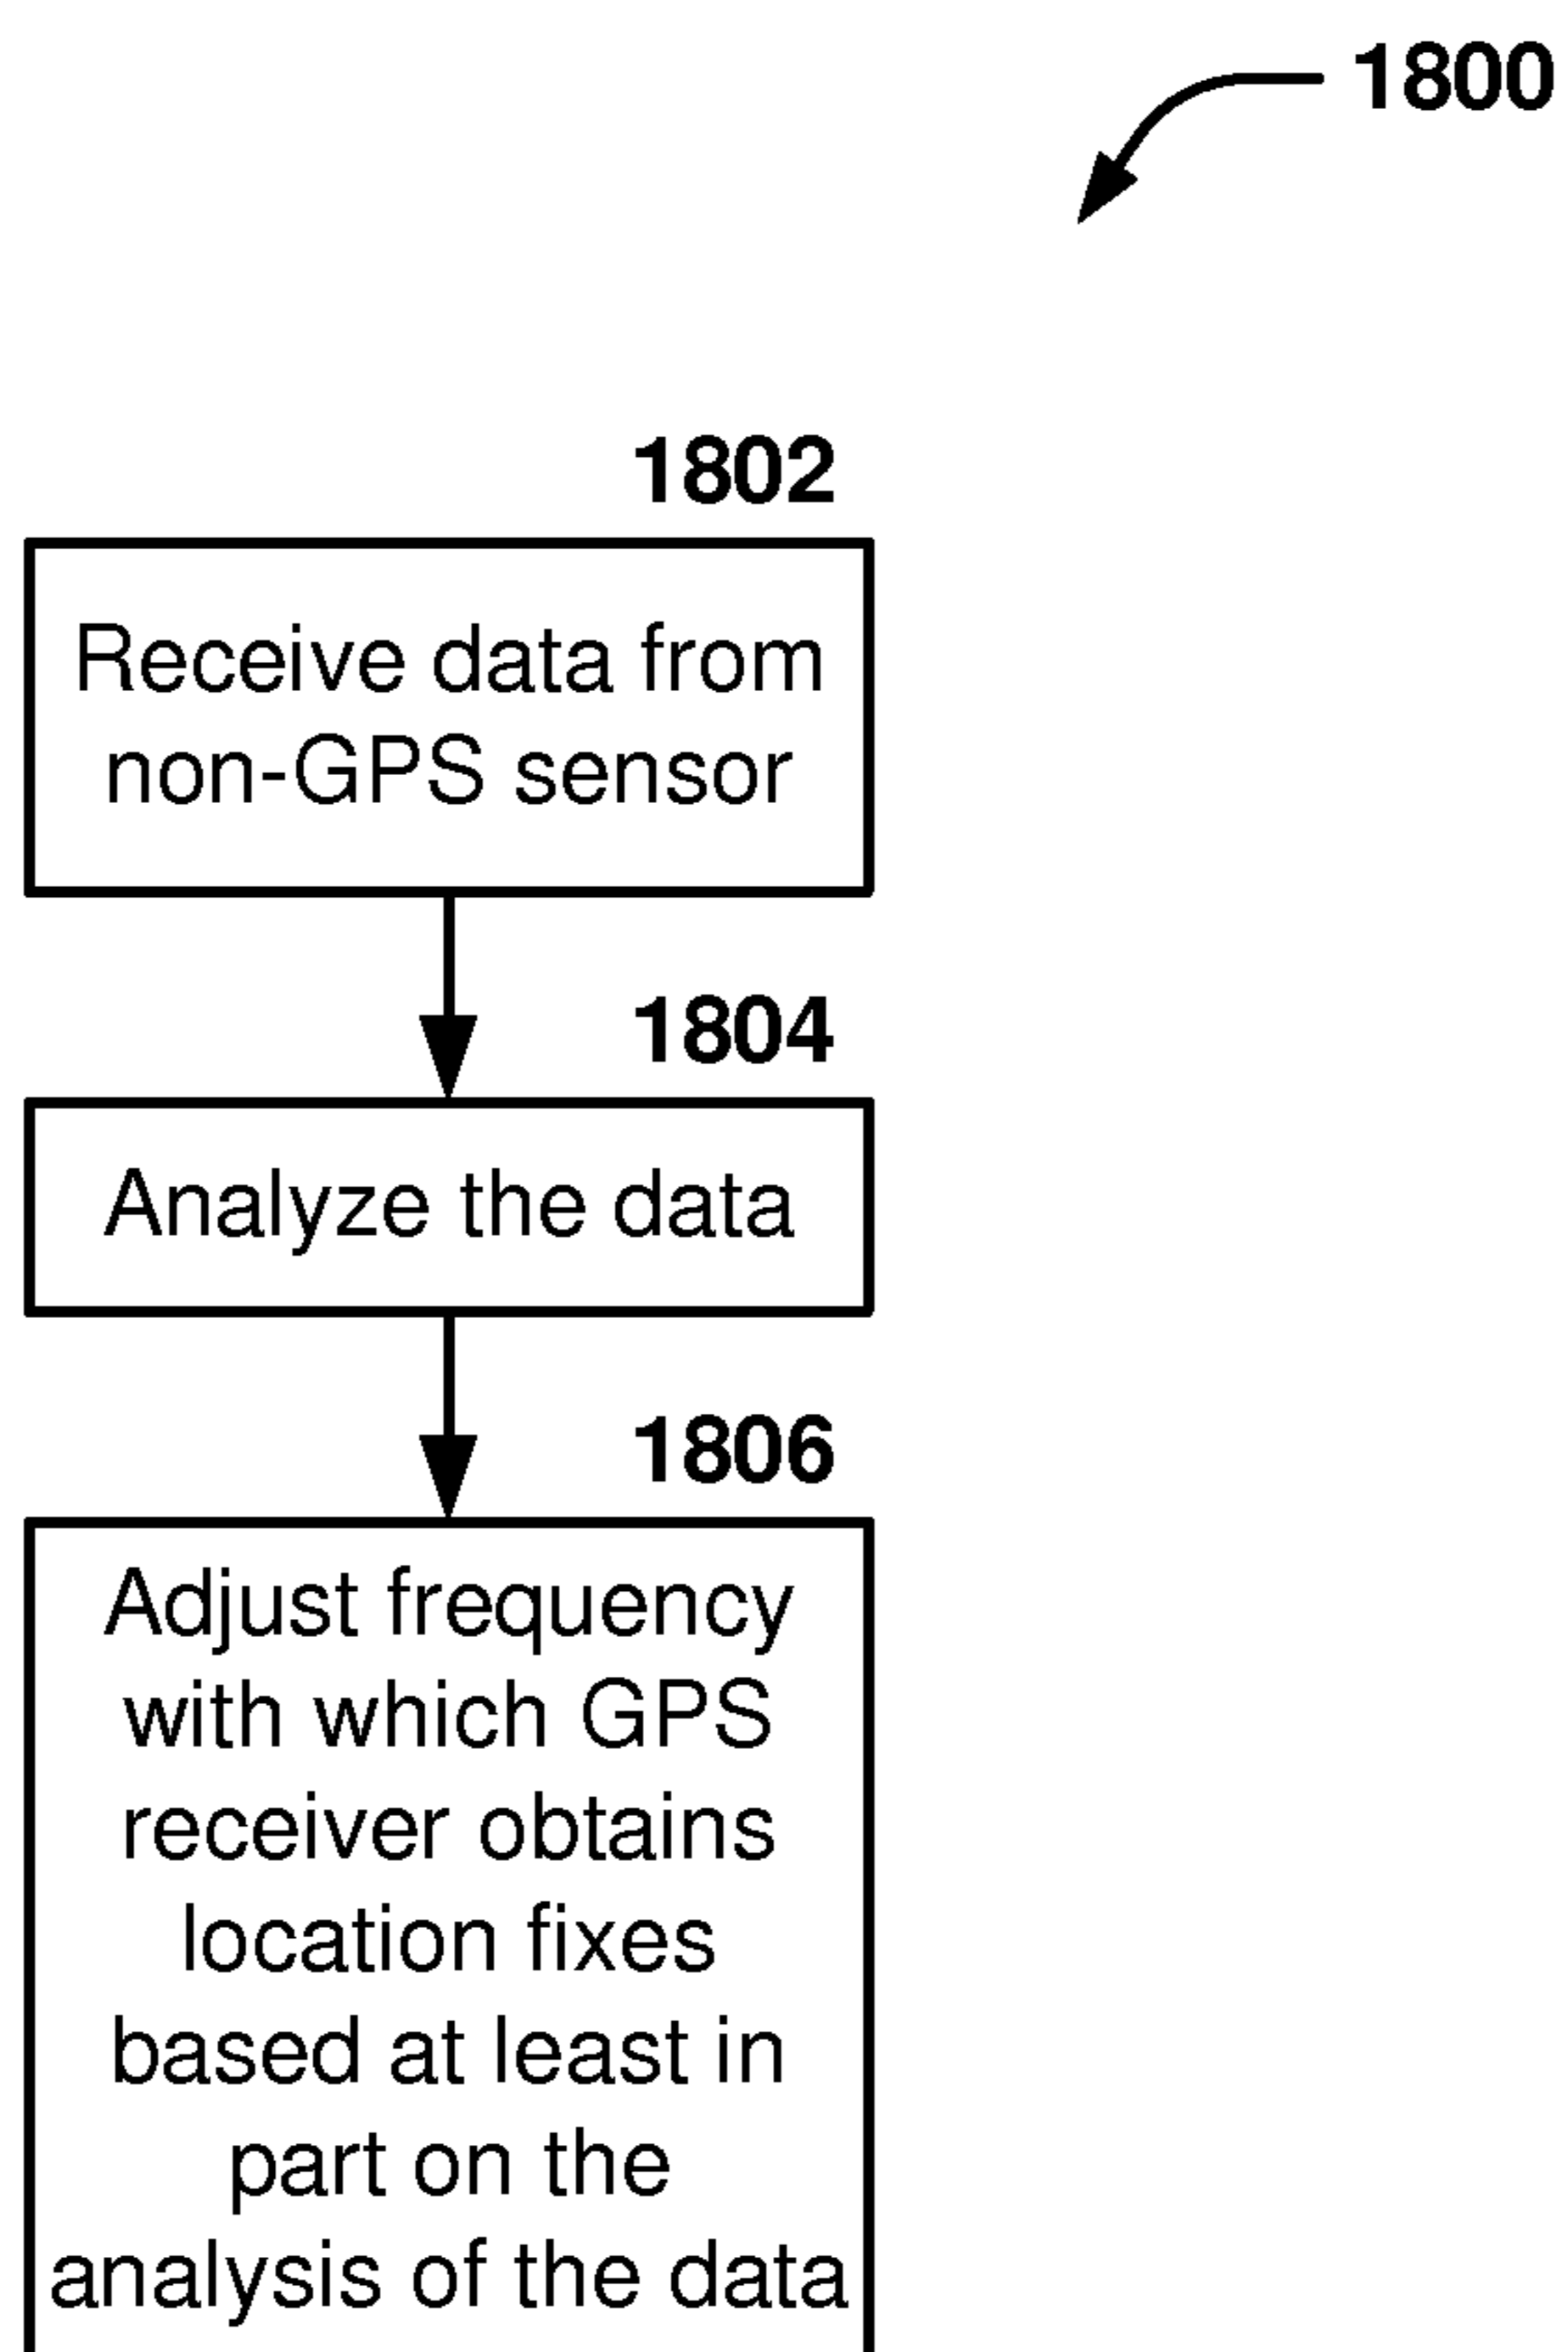 1800
1802
Receive data from
non-GPS sensor
1804
Analyze the data
1806
Adjust frequency
with which GPS
receiver obtains
location fixes
based at least in
part on the
analysis of the data